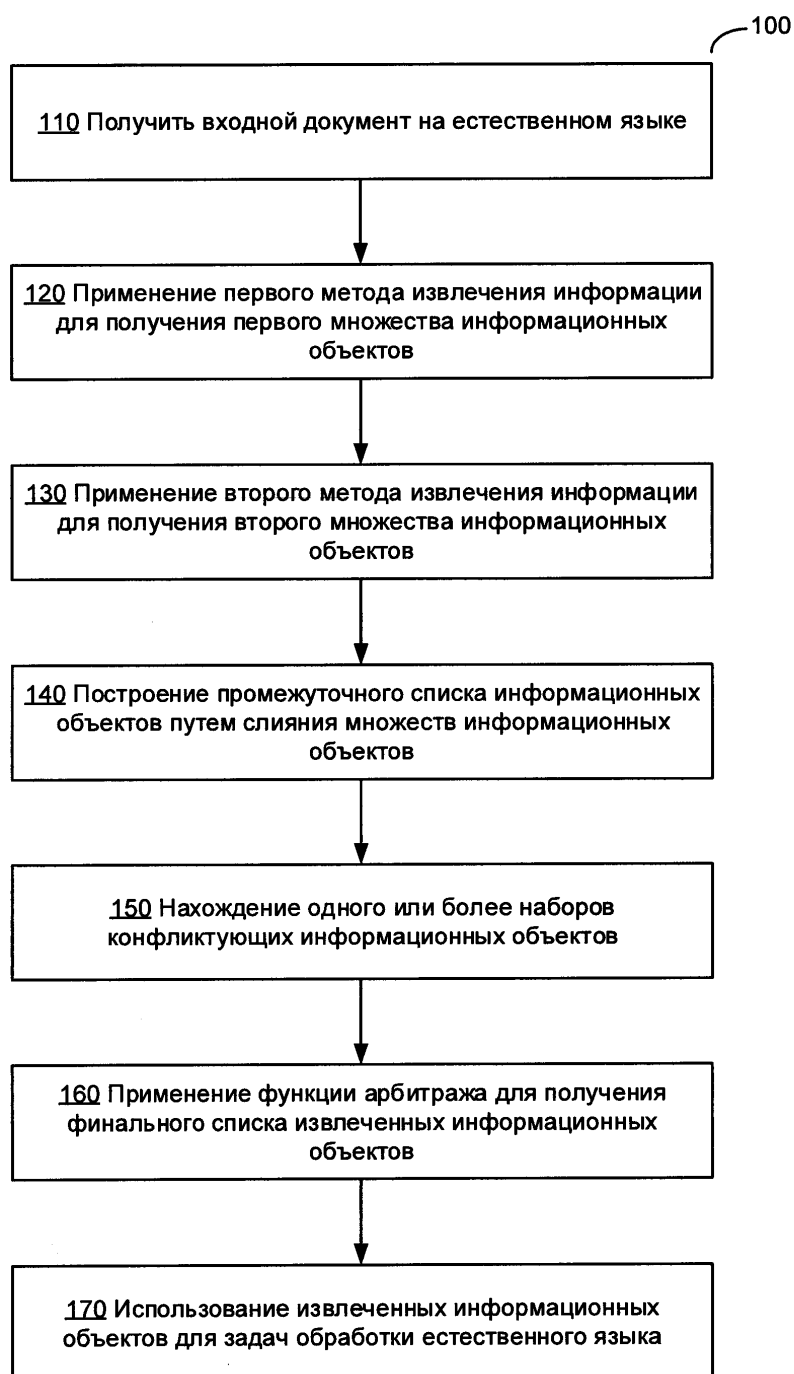 100
110 Получить входной документ на естественном языке
120 Применение первого метода извлечения информации
для получения первого множества информационных
объектов
130 Применение второго метода извлечения информации
для получения второго множества информационных
объектов
140 Построение промежуточного списка информационных
объектов путем слияния множеств информационных
объектов
150 Нахождение одного или более наборов
конфликтующих информационных объектов
160 Применение функции арбитража для получения
финального списка извлеченных информационных
объектов
170 Использование извлеченных информационных
объектов для задач обработки естественного языка